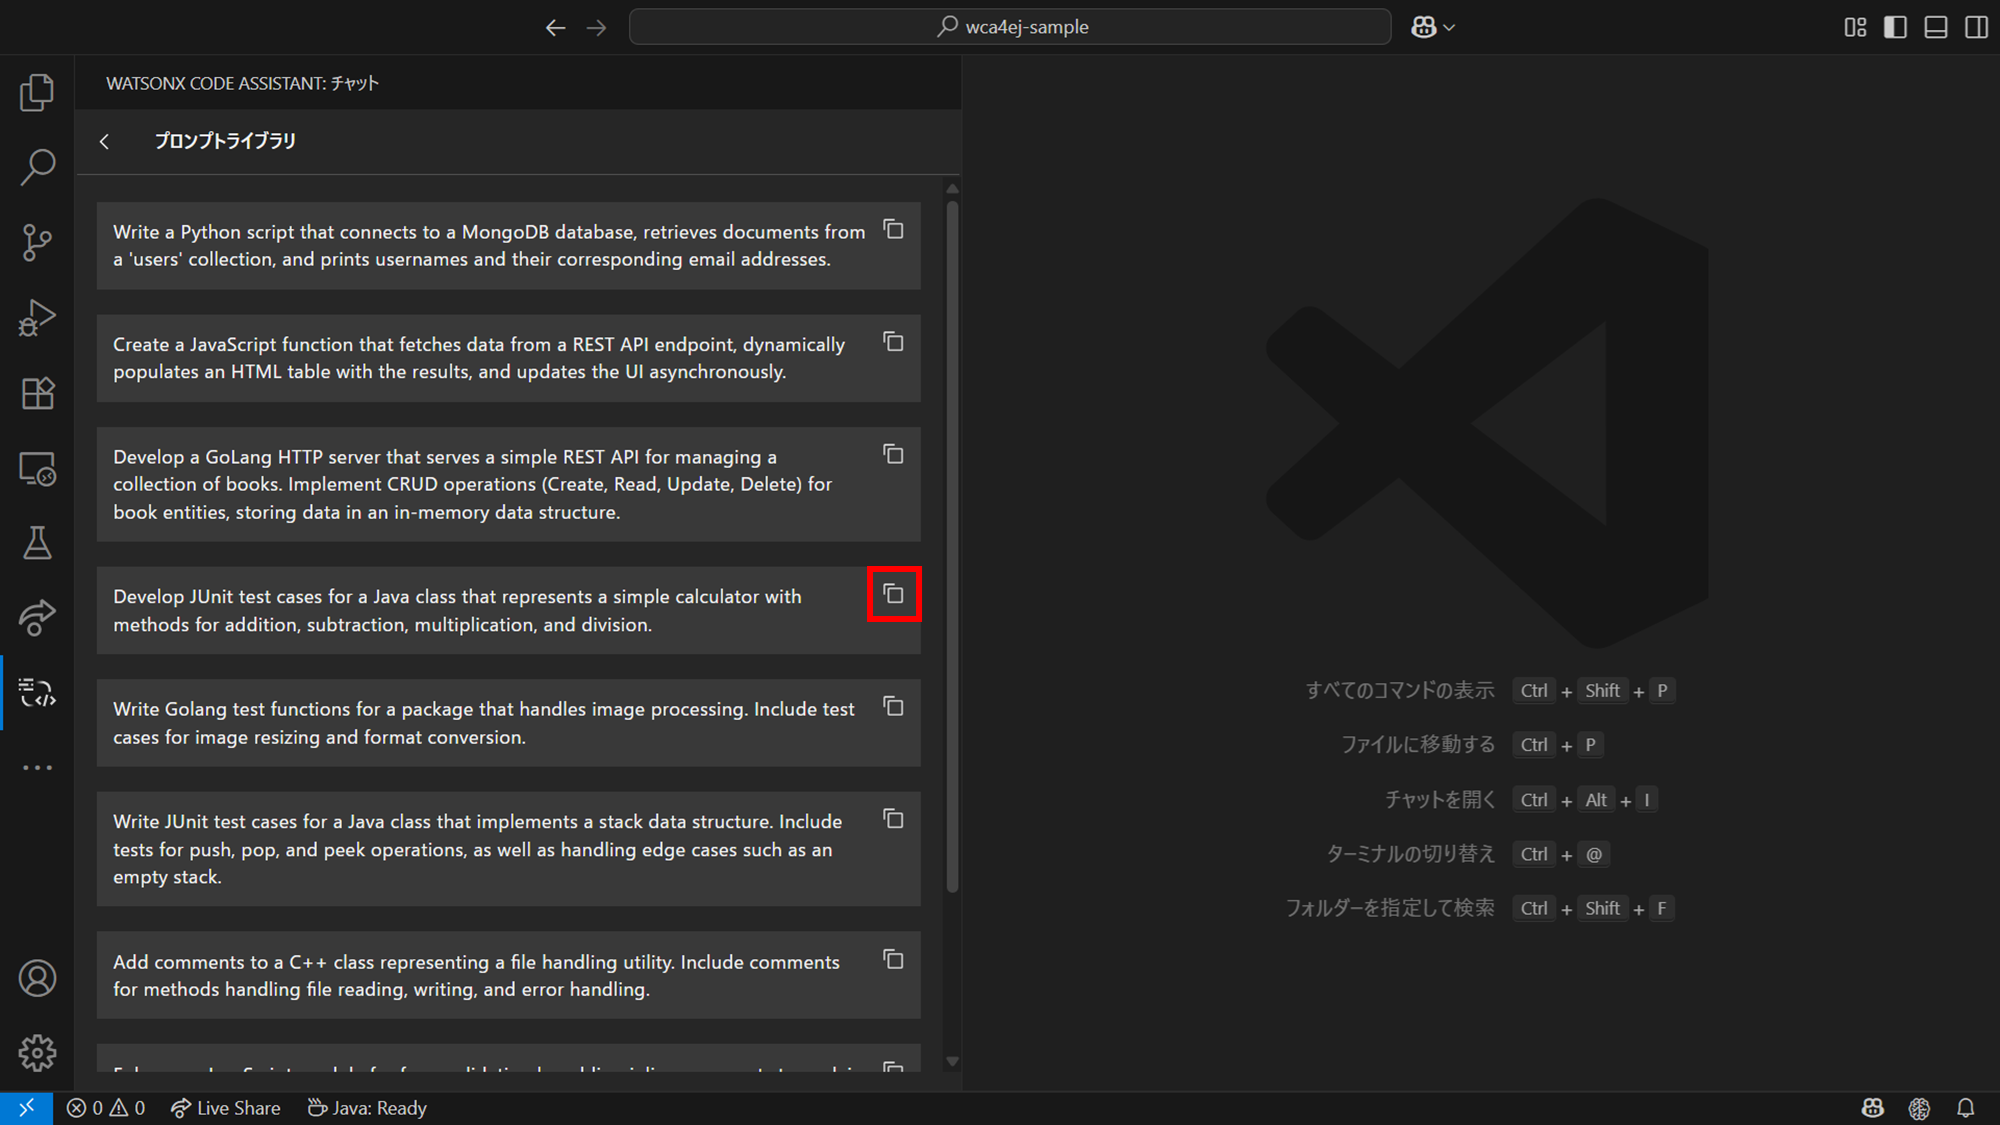 wca4ej-sample
WATSONX CODE ASSISTANT: チャット
プロンプトライブラリ
Write a Python script that connects to a MongoDB database, retrieves documents from
a 'users' collection, and prints usernames and their corresponding email addresses.
Create a JavaScript function that fetches data from a REST API endpoint, dynamically
populates an HTML table with the results, and updates the UI asynchronously.
Develop a GoLang HTTP server that serves a simple REST API for managing a
collection of books. Implement CRUD operations (Create, Read, Update, Delete) for
book entities, storing data in an in-memory data structure.
Develop JUnit test cases for a Java class that represents a simple calculator with
methods for addition, subtraction, multiplication, and division.
Write Golang test functions for a package that handles image processing. Include test
cases for image resizing and format conversion.
Write JUnit test cases for a Java class that implements a stack data structure. Include
tests for push, pop, and peek operations, as well as handling edge cases such as an
empty stack.
Add comments to a C++ class representing a file handling utility. Include comments
for methods handling file reading, writing, and error handling.
すべてのコマンドの表示 Ctrl + Shift + P
ファイルに移動する Ctrl + P
チャットを開く Ctrl + Alt + I
ターミナルの切り替え Ctrl + @
フォルダーを指定して検索 Ctrl + Shift + F
0 0 Live Share Java: Ready